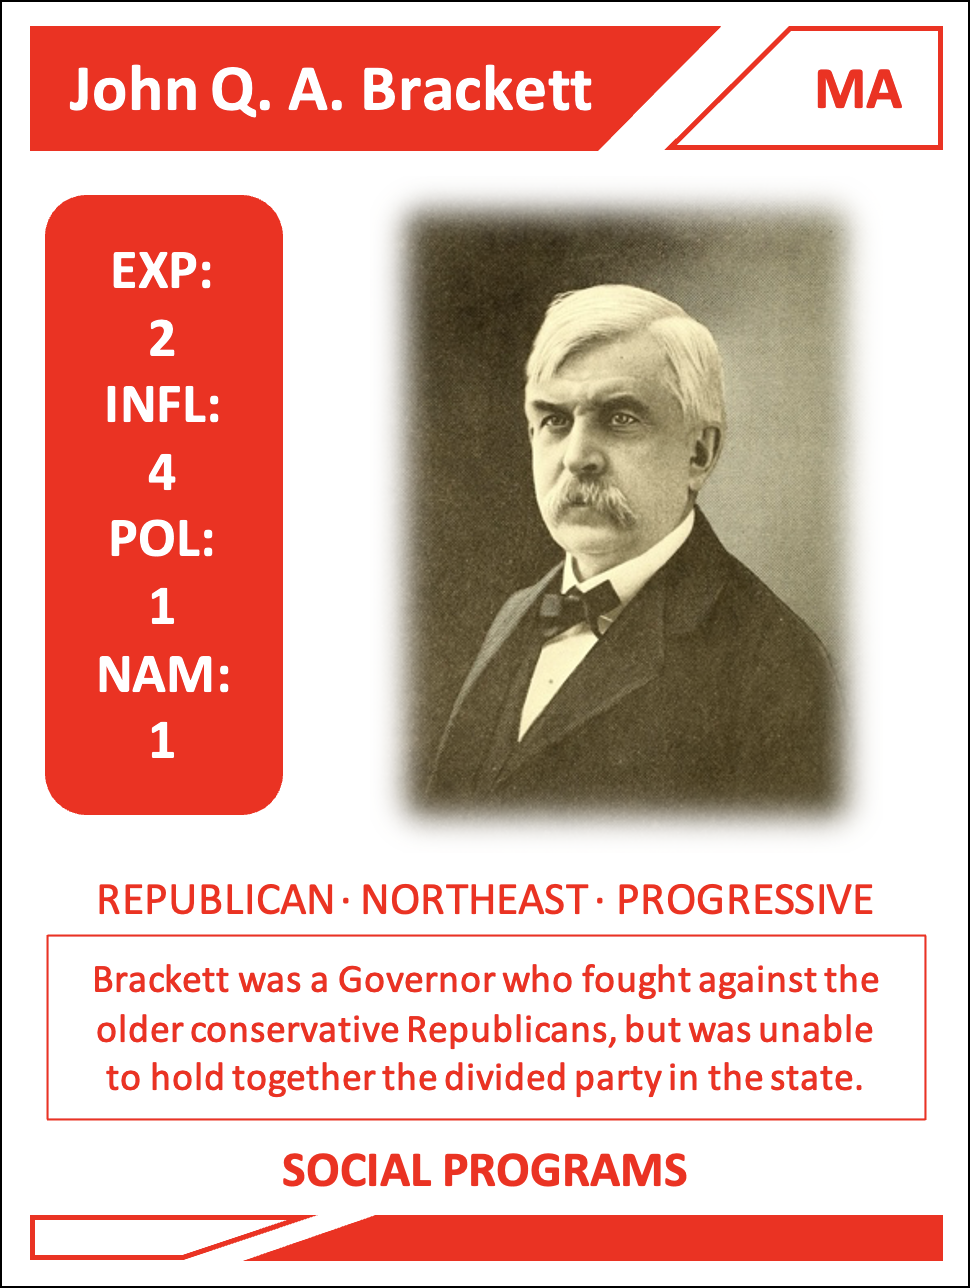 John Q. A. Brackett
MA
EXP:
2
INFL:
4
POL:
1
NAM:
1
REPUBLICAN · NORTHEAST · PROGRESSIVE
Brackett was a Governor who fought against the
older conservative Republicans, but was unable
to hold together the divided party in the state.
SOCIAL PROGRAMS